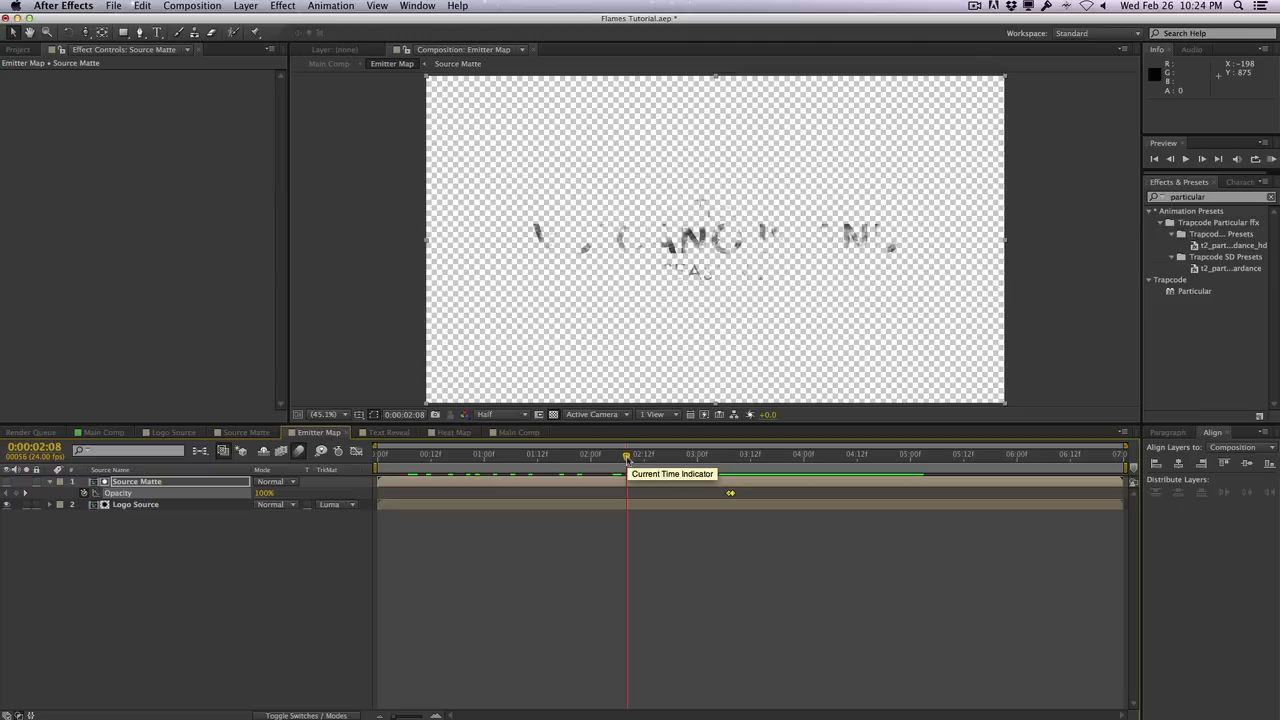 After Effects File Edit Composition Layer Effect Animation View Window Help Wed Feb 26 10:24 PM
Flames Tutorial.aep *
Workspace: Standard Search Help
Project Effect Controls: Source Matte Layer: (none) Composition: Emitter Map Info Audio
Emitter Map • Source Matte Main Comp Emitter Map Source Matte
R: X: -198
G: Y: 875
B:
A: 0
Preview
Effects & Presets Charact
particular
* Animation Presets
Trapcode Particular ffx
Trapcod... Presets
t2_part...dance_hd
Trapcode SD Presets
t2_part...ardance
Trapcode
Particular
(45.1%) 0:00:02:08 Half Active Camera 1 View +0.0
Render Queue Main Comp Logo Source Source Matte Emitter Map Text Reveal Heat Map Main Comp Paragraph Align
0:00:02:08
00056 (24.00 fps)
Align Layers to: Composition
:00f 00:12f 01:00f 01:12f 02:00f 02:12f 03:00f 03:12f 04:00f 04:12f 05:00f 05:12f 06:00f 06:12f 07:0
# Source Name Mode T TrkMat
Current Time Indicator
Distribute Layers:
1 Source Matte Normal
Opacity 100%
2 Logo Source Normal Luma
Toggle Switches / Modes